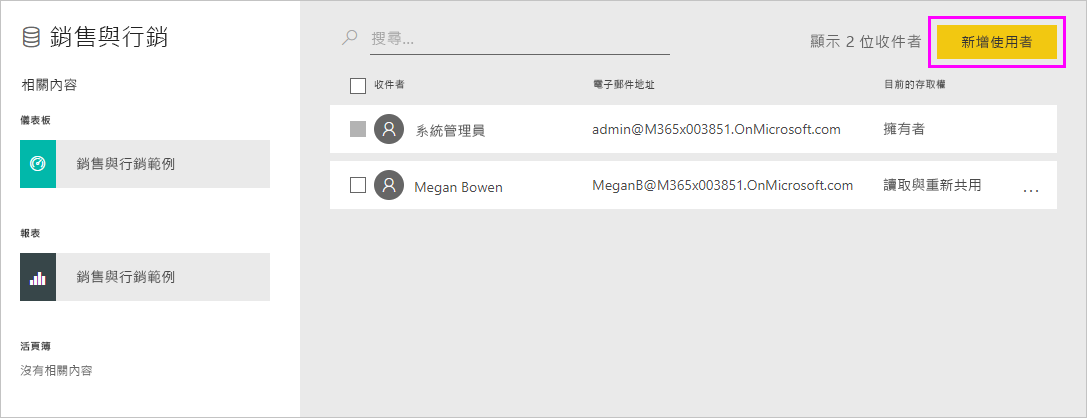 銷售與行銷
相關內容
儀表板
銷售與行銷範例
報表
銷售與行銷範例
活頁簿
沒有相關內容
搜尋...
顯示 2 位收件者
新增使用者
收件者 電子郵件地址 目前的存取權
系統管理員 admin@M365x003851.OnMicrosoft.com 擁有者
Megan Bowen MeganB@M365x003851.OnMicrosoft.com 讀取與重新共用 ...